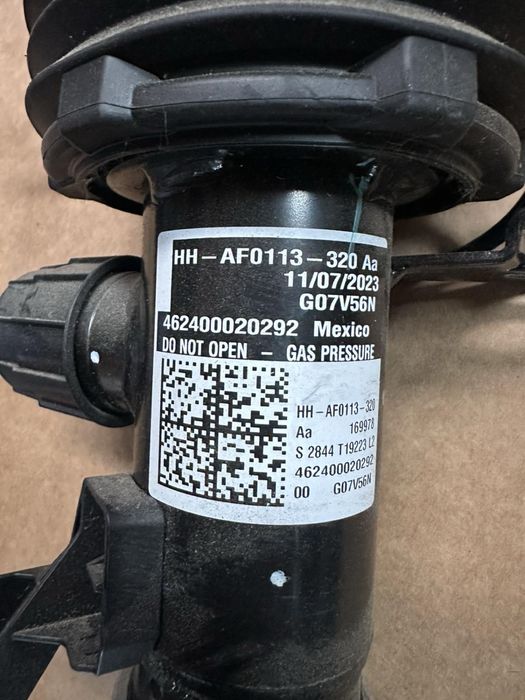 HH-AF0113-320 Aa
11/07/2023
G07V56N
462400020292 Mexico
DO NOT OPEN - GAS PRESSURE
HH-AF0113-320
Aa 169978
S 2844 T19223 L2
462400020292
00 G07V56N